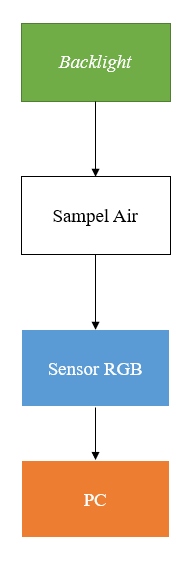 Backlight
Sampel Air
Sensor RGB
PC